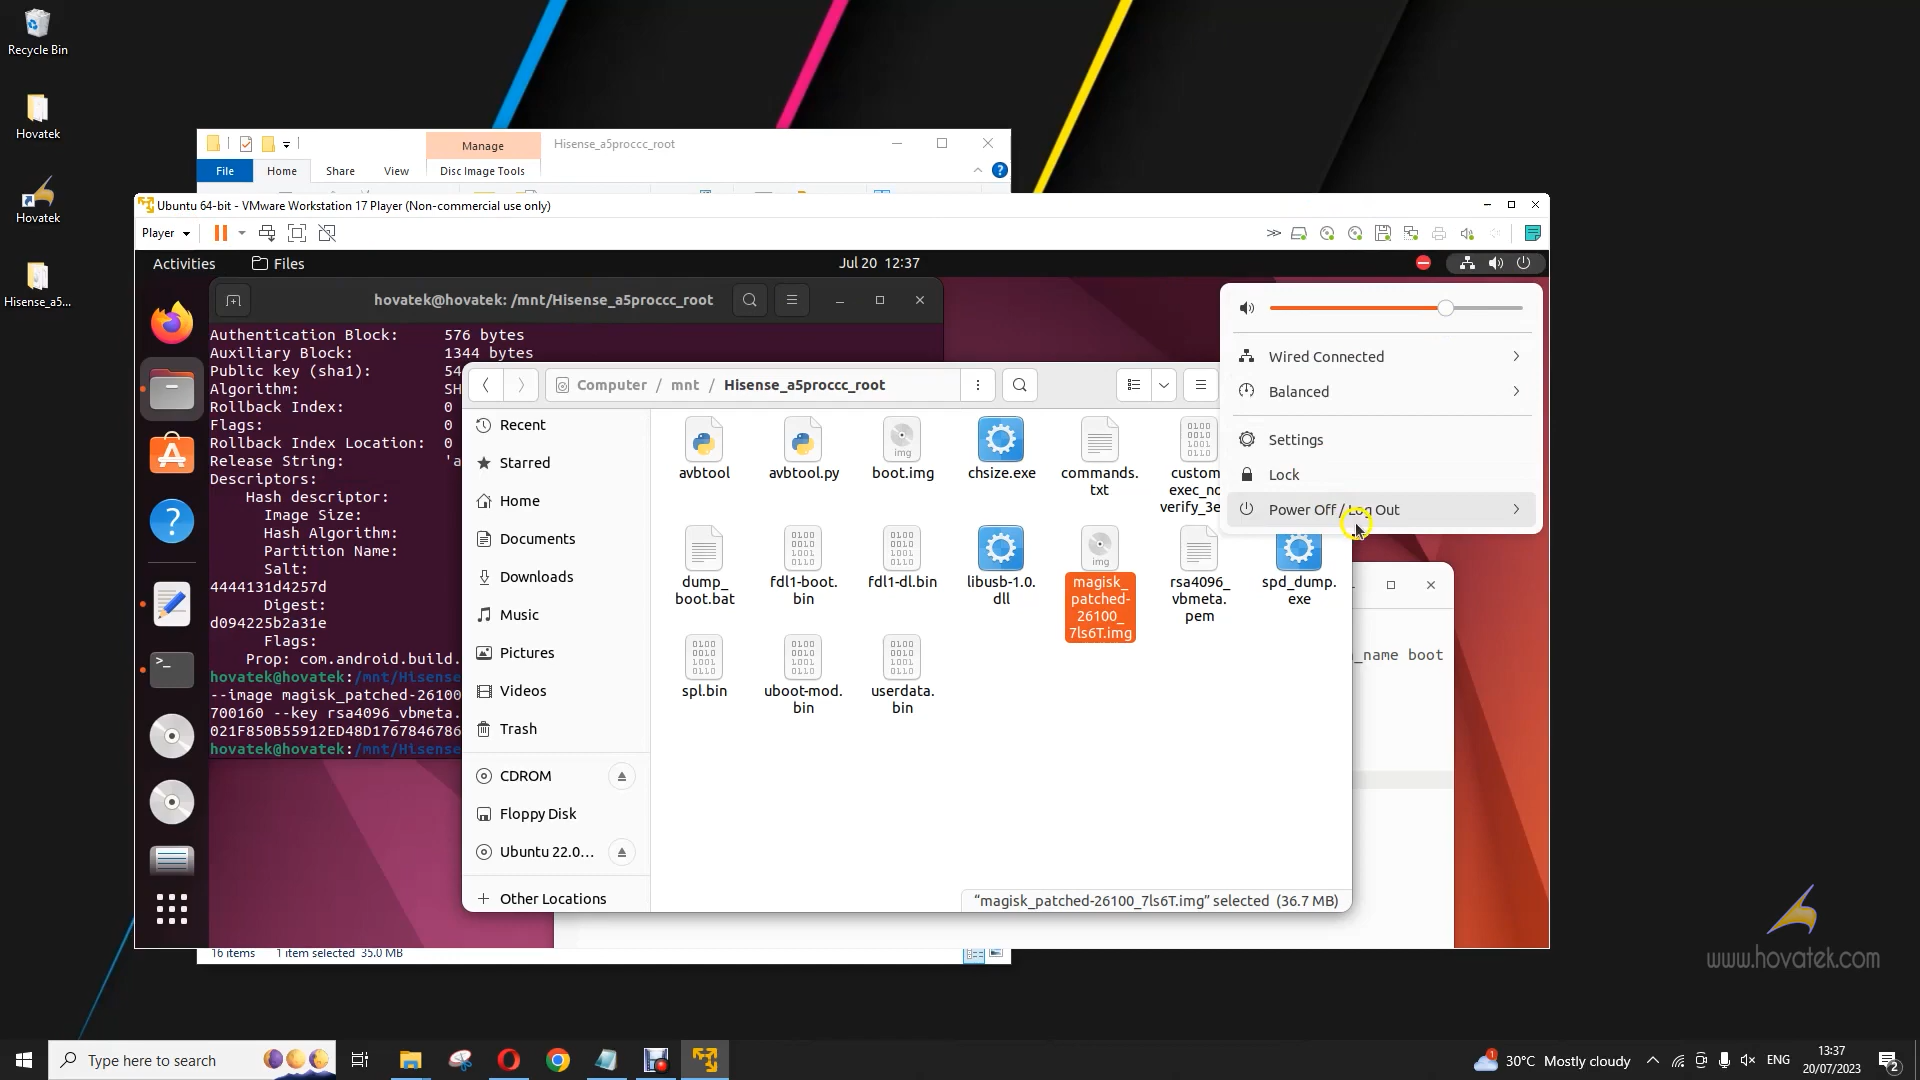 Recycle Bin
Hovatek
Hovatek
Hisense_a5...
Manage
Hisense_a5proccc_root
File
Home
Share
View
Disc Image Tools
Ubuntu 64-bit - VMware Workstation 17 Player (Non-commercial use only)
Player
Activities
Files
Jul 20 12:37
hovatek@hovatek: /mnt/Hisense_a5proccc_root
Authentication Block: 576 bytes
Auxiliary Block: 1344 bytes
Public key (sha1): 54
Algorithm: SH
Rollback Index: 0
Flags: 0
Rollback Index Location: 0
Release String: 'a
Descriptors:
Hash descriptor:
Image Size:
Hash Algorithm:
Partition Name:
Salt:
4444131d4257d
Digest:
d094225b2a31e
Flags:
Prop: com.android.build.
hovatek@hovatek:/mnt/Hisense
--image magisk_patched-26100
700160 --key rsa4096_vbmeta.
021F850B55912ED48D1767846786
hovatek@hovatek:/mnt/Hisense
Computer / mnt / Hisense_a5proccc_root
Recent
Starred
Home
Documents
Downloads
Music
Pictures
Videos
Trash
CDROM
Floppy Disk
Ubuntu 22.0...
Other Locations
avbtool
avbtool.py
img
boot.img
chsize.exe
commands.
txt
custom
exec_no
verify_3e
dump_
boot.bat
fdl1-boot.
bin
fdl1-dl.bin
libusb-1.0.
dll
img
magisk_
patched-
26100_
7ls6T.img
rsa4096_
vbmeta.
pem
spd_dump.
exe
spl.bin
uboot-mod.
bin
userdata.
bin
"magisk_patched-26100_7ls6T.img" selected (36.7 MB)
Wired Connected
Balanced
Settings
Lock
Power Off / Log Out
_name boot
16 items
1 item selected 35.0 MB
www.hovatek.com
Type here to search
1
30°C Mostly cloudy
ENG
13:37
20/07/2023
2